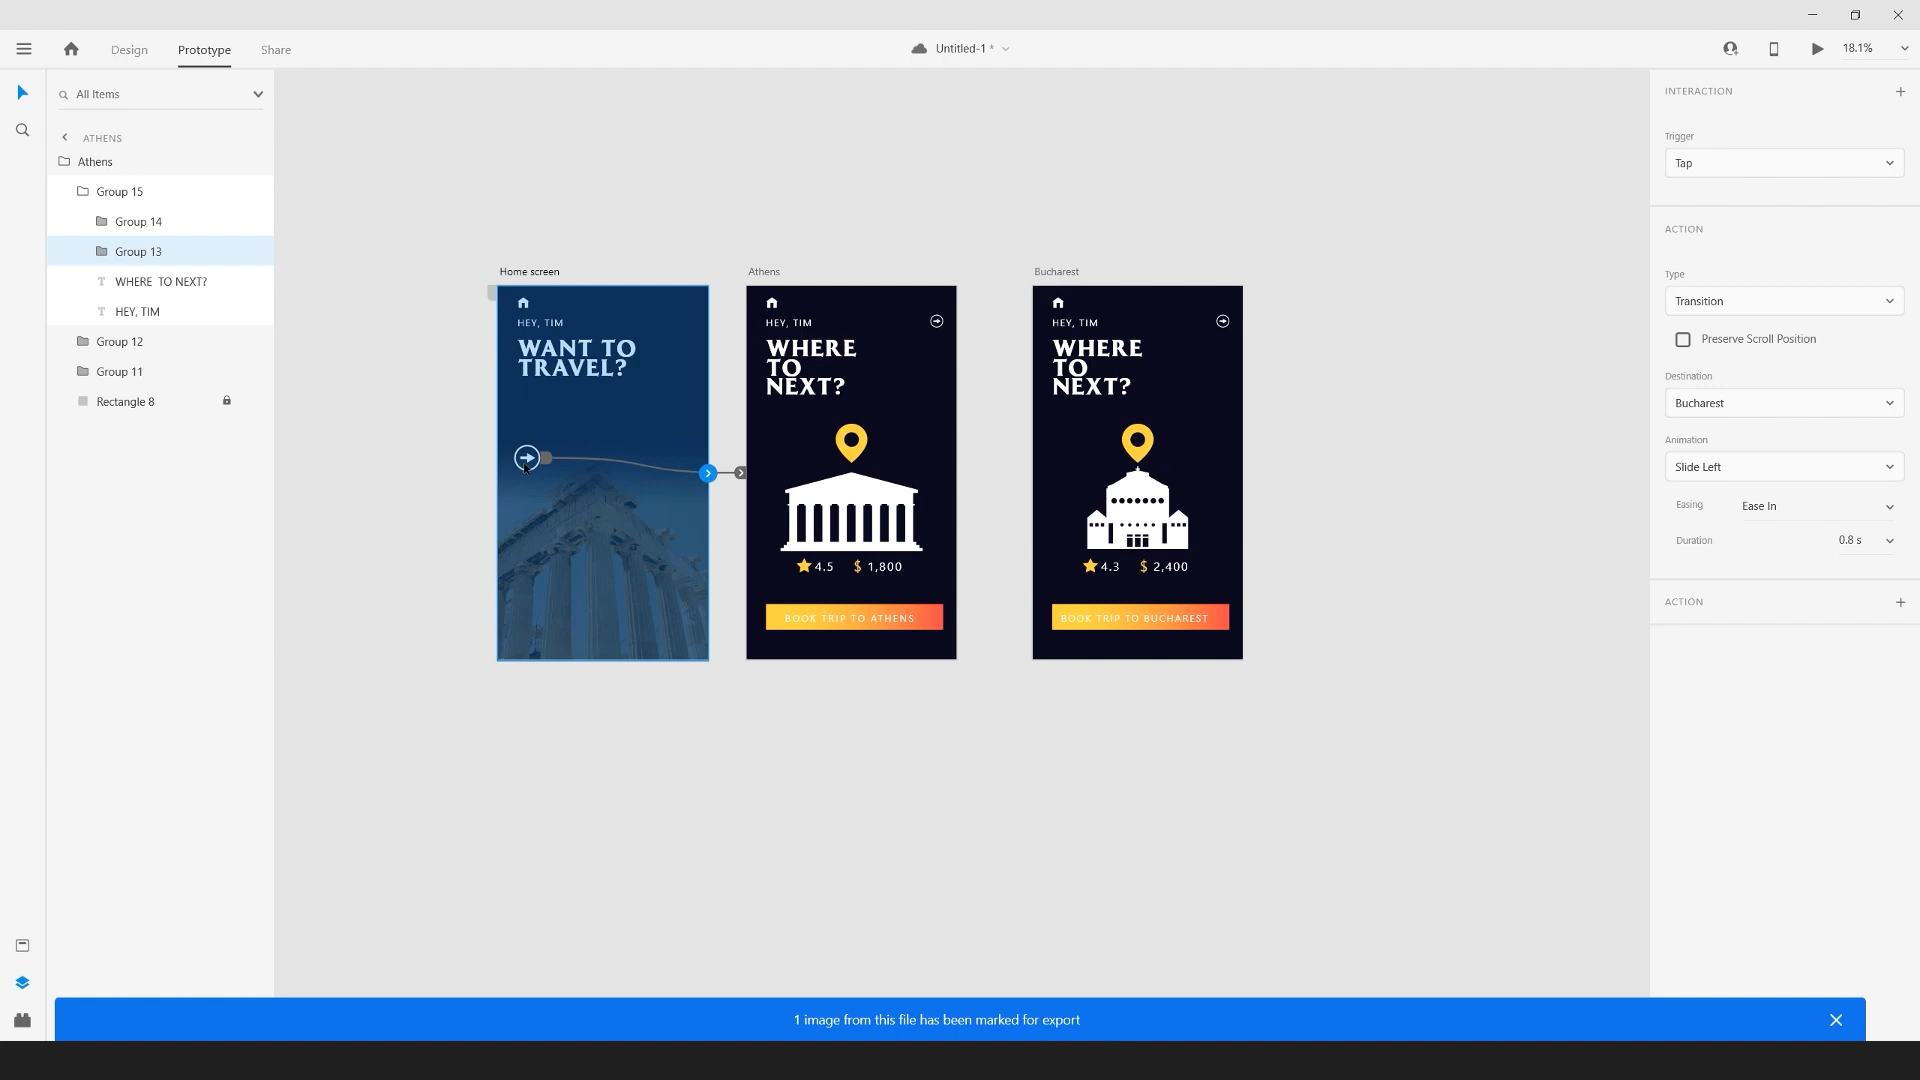 Design
Prototype
Share
Untitled-1 *
18.1%
All Items
ATHENS
Athens
Group 15
Group 14
Group 13
WHERE TO NEXT?
HEY, TIM
Group 12
Group 11
Rectangle 8
Home screen
HEY, TIM
WANT TO
TRAVEL?
Athens
HEY, TIM
WHERE
TO
NEXT?
4.5 $ 1,800
BOOK TRIP TO ATHENS
Bucharest
HEY, TIM
WHERE
TO
NEXT?
4.3 $ 2,400
BOOK TRIP TO BUCHAREST
INTERACTION
Trigger
Tap
ACTION
Type
Transition
Preserve Scroll Position
Destination
Bucharest
Animation
Slide Left
Easing Ease In
Duration 0.8 s
ACTION
1 image from this file has been marked for export